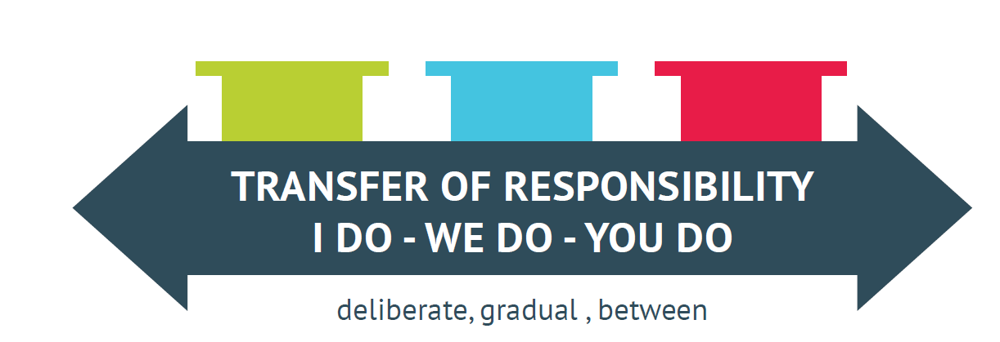 TRANSFER OF RESPONSIBILITY
I DO - WE DO - YOU DO
deliberate, gradual , between